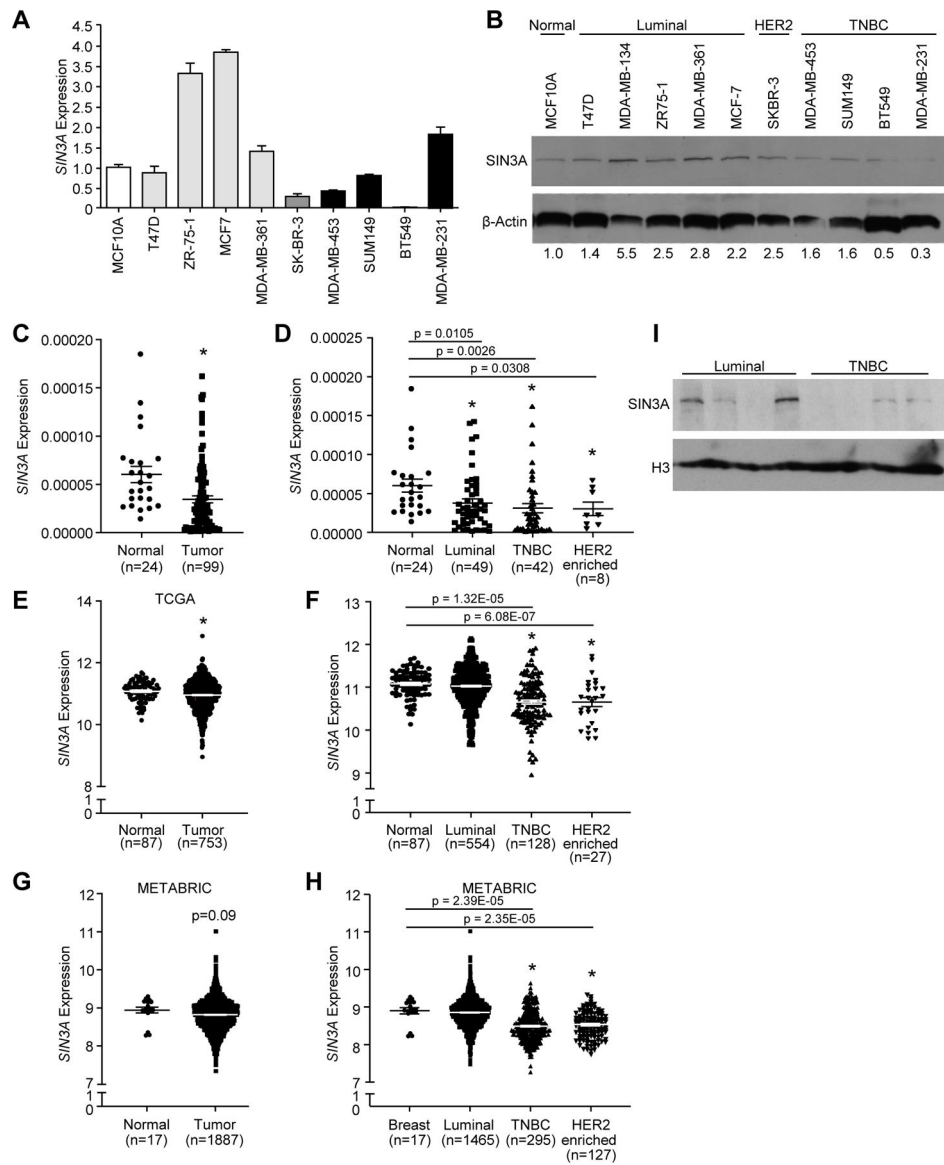 A
SIN3A Expression
4.5
4.0
3.5
3.0
2.5
2.0
1.5
1.0
0.5
0
MCF10A
T47D
ZR-75-1
MCF7
MDA-MB-361
SK-BR-3
MDA-MB-453
SUM149
BT549
MDA-MB-231
B
Normal Luminal HER2 TNBC
MCF10A
T47D
MDA-MB-134
ZR75-1
MDA-MB-361
MCF-7
SKBR-3
MDA-MB-453
SUM149
BT549
MDA-MB-231
SIN3A
β-Actin
1.0 1.4 5.5 2.5 2.8 2.2 2.5 1.6 1.6 0.5 0.3
C
SIN3A Expression
0.00020
0.00015
0.00010
0.00005
0.00000
*
Normal Tumor
(n=24) (n=99)
D
SIN3A Expression
0.00025
0.00020
0.00015
0.00010
0.00005
0.00000
p = 0.0105
p = 0.0026
p = 0.0308
* * *
Normal Luminal TNBC HER2
enriched
(n=24) (n=49) (n=42) (n=8)
I
Luminal TNBC
SIN3A
H3
E
TCGA
SIN3A Expression
14
12
10
8
1
0
*
Normal Tumor
(n=87) (n=753)
F
SIN3A Expression
13
12
11
10
9
1
0
p = 1.32E-05
p = 6.08E-07
* *
Normal Luminal TNBC HER2
enriched
(n=87) (n=554) (n=128) (n=27)
G
METABRIC
SIN3A Expression
12
11
10
9
8
7
1
0
p=0.09
Normal Tumor
(n=17) (n=1887)
H
METABRIC
SIN3A Expression
12
11
10
9
8
7
1
0
p = 2.39E-05
p = 2.35E-05
* *
Breast Luminal TNBC HER2
enriched
(n=17) (n=1465) (n=295) (n=127)